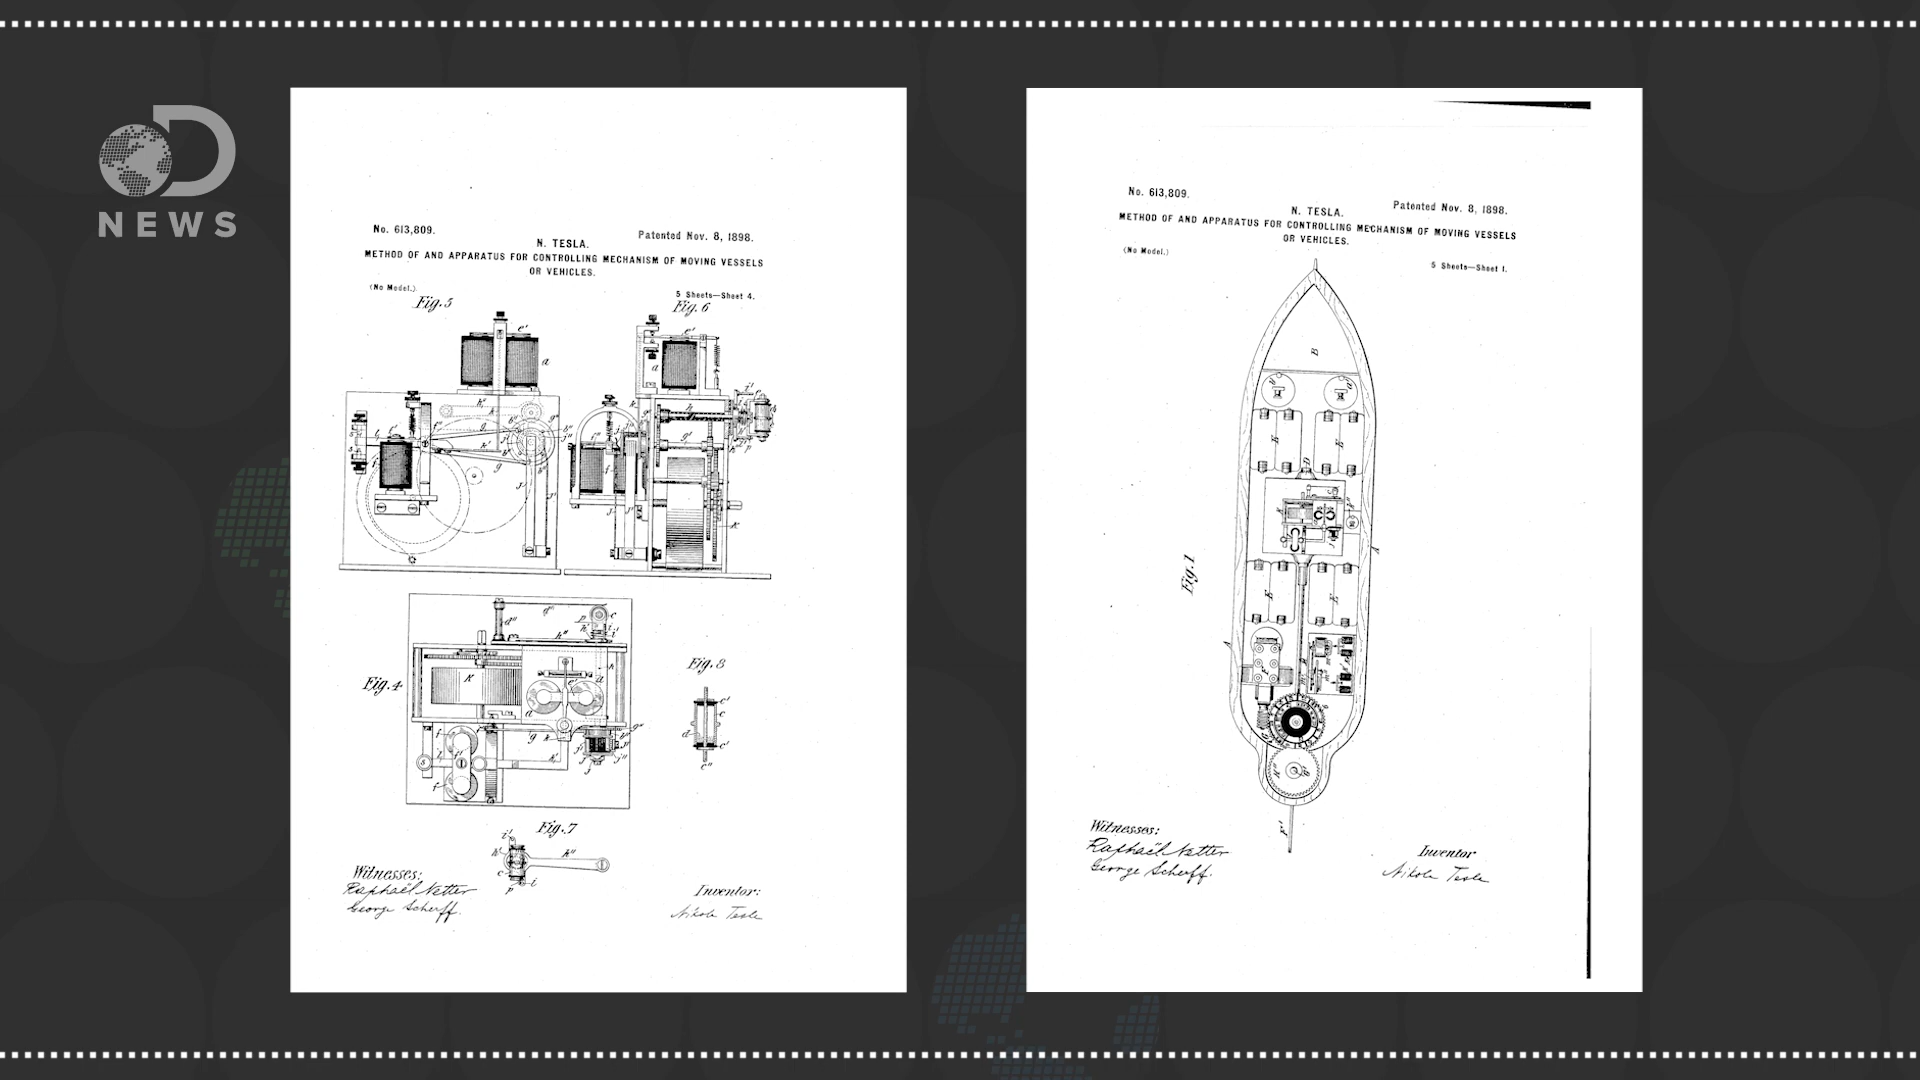 NEWS
No. 613,809.
Patented Nov. 8, 1898.
N. TESLA.
METHOD OF AND APPARATUS FOR CONTROLLING MECHANISM OF MOVING VESSELS
OR VEHICLES.
(No Model.)
5 Sheets—Sheet 4.
Fig. 5
Fig. 6
Fig. 4
Fig. 8
Fig. 7
Witnesses:
Raphaël Netter
George Scherff.
Inventor:
Nikola Tesla
No. 613,809.
Patented Nov. 8, 1898.
N. TESLA.
METHOD OF AND APPARATUS FOR CONTROLLING MECHANISM OF MOVING VESSELS
OR VEHICLES.
(No Model.)
5 Sheets—Sheet 1.
B
E E
D
A
Fig. 1
E E
A
F'
Witnesses:
Raphaël Netter
George Scherff.
Inventor
Nikola Tesla